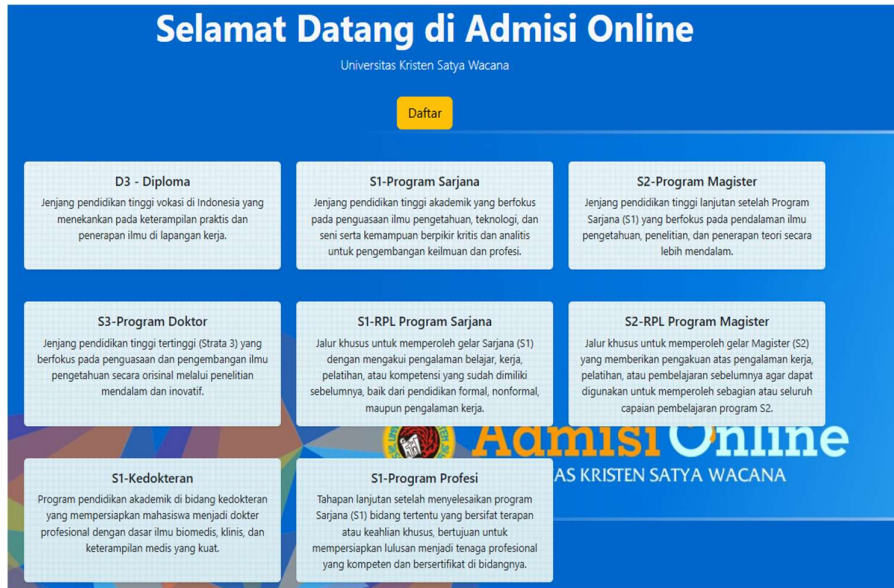 Selamat Datang di Admisi Online
Universitas Kristen Satya Wacana
Daftar
D3 - Diploma
Jenjang pendidikan tinggi vokasi di Indonesia yang
menekankan pada keterampilan praktis dan
penerapan ilmu di lapangan kerja.
S1-Program Sarjana
Jenjang pendidikan tinggi akademik yang berfokus
pada penguasaan ilmu pengetahuan, teknologi, dan
seni serta kemampuan berpikir kritis dan analitis
untuk pengembangan keilmuan dan profesi.
S2-Program Magister
Jenjang pendidikan tinggi lanjutan setelah Program
Sarjana (S1) yang berfokus pada pendalaman ilmu
pengetahuan, penelitian, dan penerapan teori secara
lebih mendalam.
S3-Program Doktor
Jenjang pendidikan tinggi tertinggi (Strata 3) yang
berfokus pada penguasaan dan pengembangan ilmu
pengetahuan secara orisinal melalui penelitian
mendalam dan inovatif.
S1-RPL Program Sarjana
Jalur khusus untuk memperoleh gelar Sarjana (S1)
dengan mengakui pengalaman belajar, kerja,
pelatihan, atau kompetensi yang sudah dimiliki
sebelumnya, baik dari pendidikan formal, nonformal,
maupun pengalaman kerja.
S2-RPL Program Magister
Jalur khusus untuk memperoleh gelar Magister (S2)
yang memberikan pengakuan atas pengalaman kerja,
pelatihan, atau pembelajaran sebelumnya agar dapat
digunakan untuk memperoleh sebagian atau seluruh
capaian pembelajaran program S2.
Admisi Online
AS KRISTEN SATYA WACANA
S1-Kedokteran
Program pendidikan akademik di bidang kedokteran
yang mempersiapkan mahasiswa menjadi dokter
profesional dengan dasar ilmu biomedis, klinis, dan
keterampilan medis yang kuat.
S1-Program Profesi
Tahapan lanjutan setelah menyelesaikan program
Sarjana (S1) bidang tertentu yang bersifat terapan
atau keahlian khusus, bertujuan untuk
mempersiapkan lulusan menjadi tenaga profesional
yang kompeten dan bersertifikat di bidangnya.